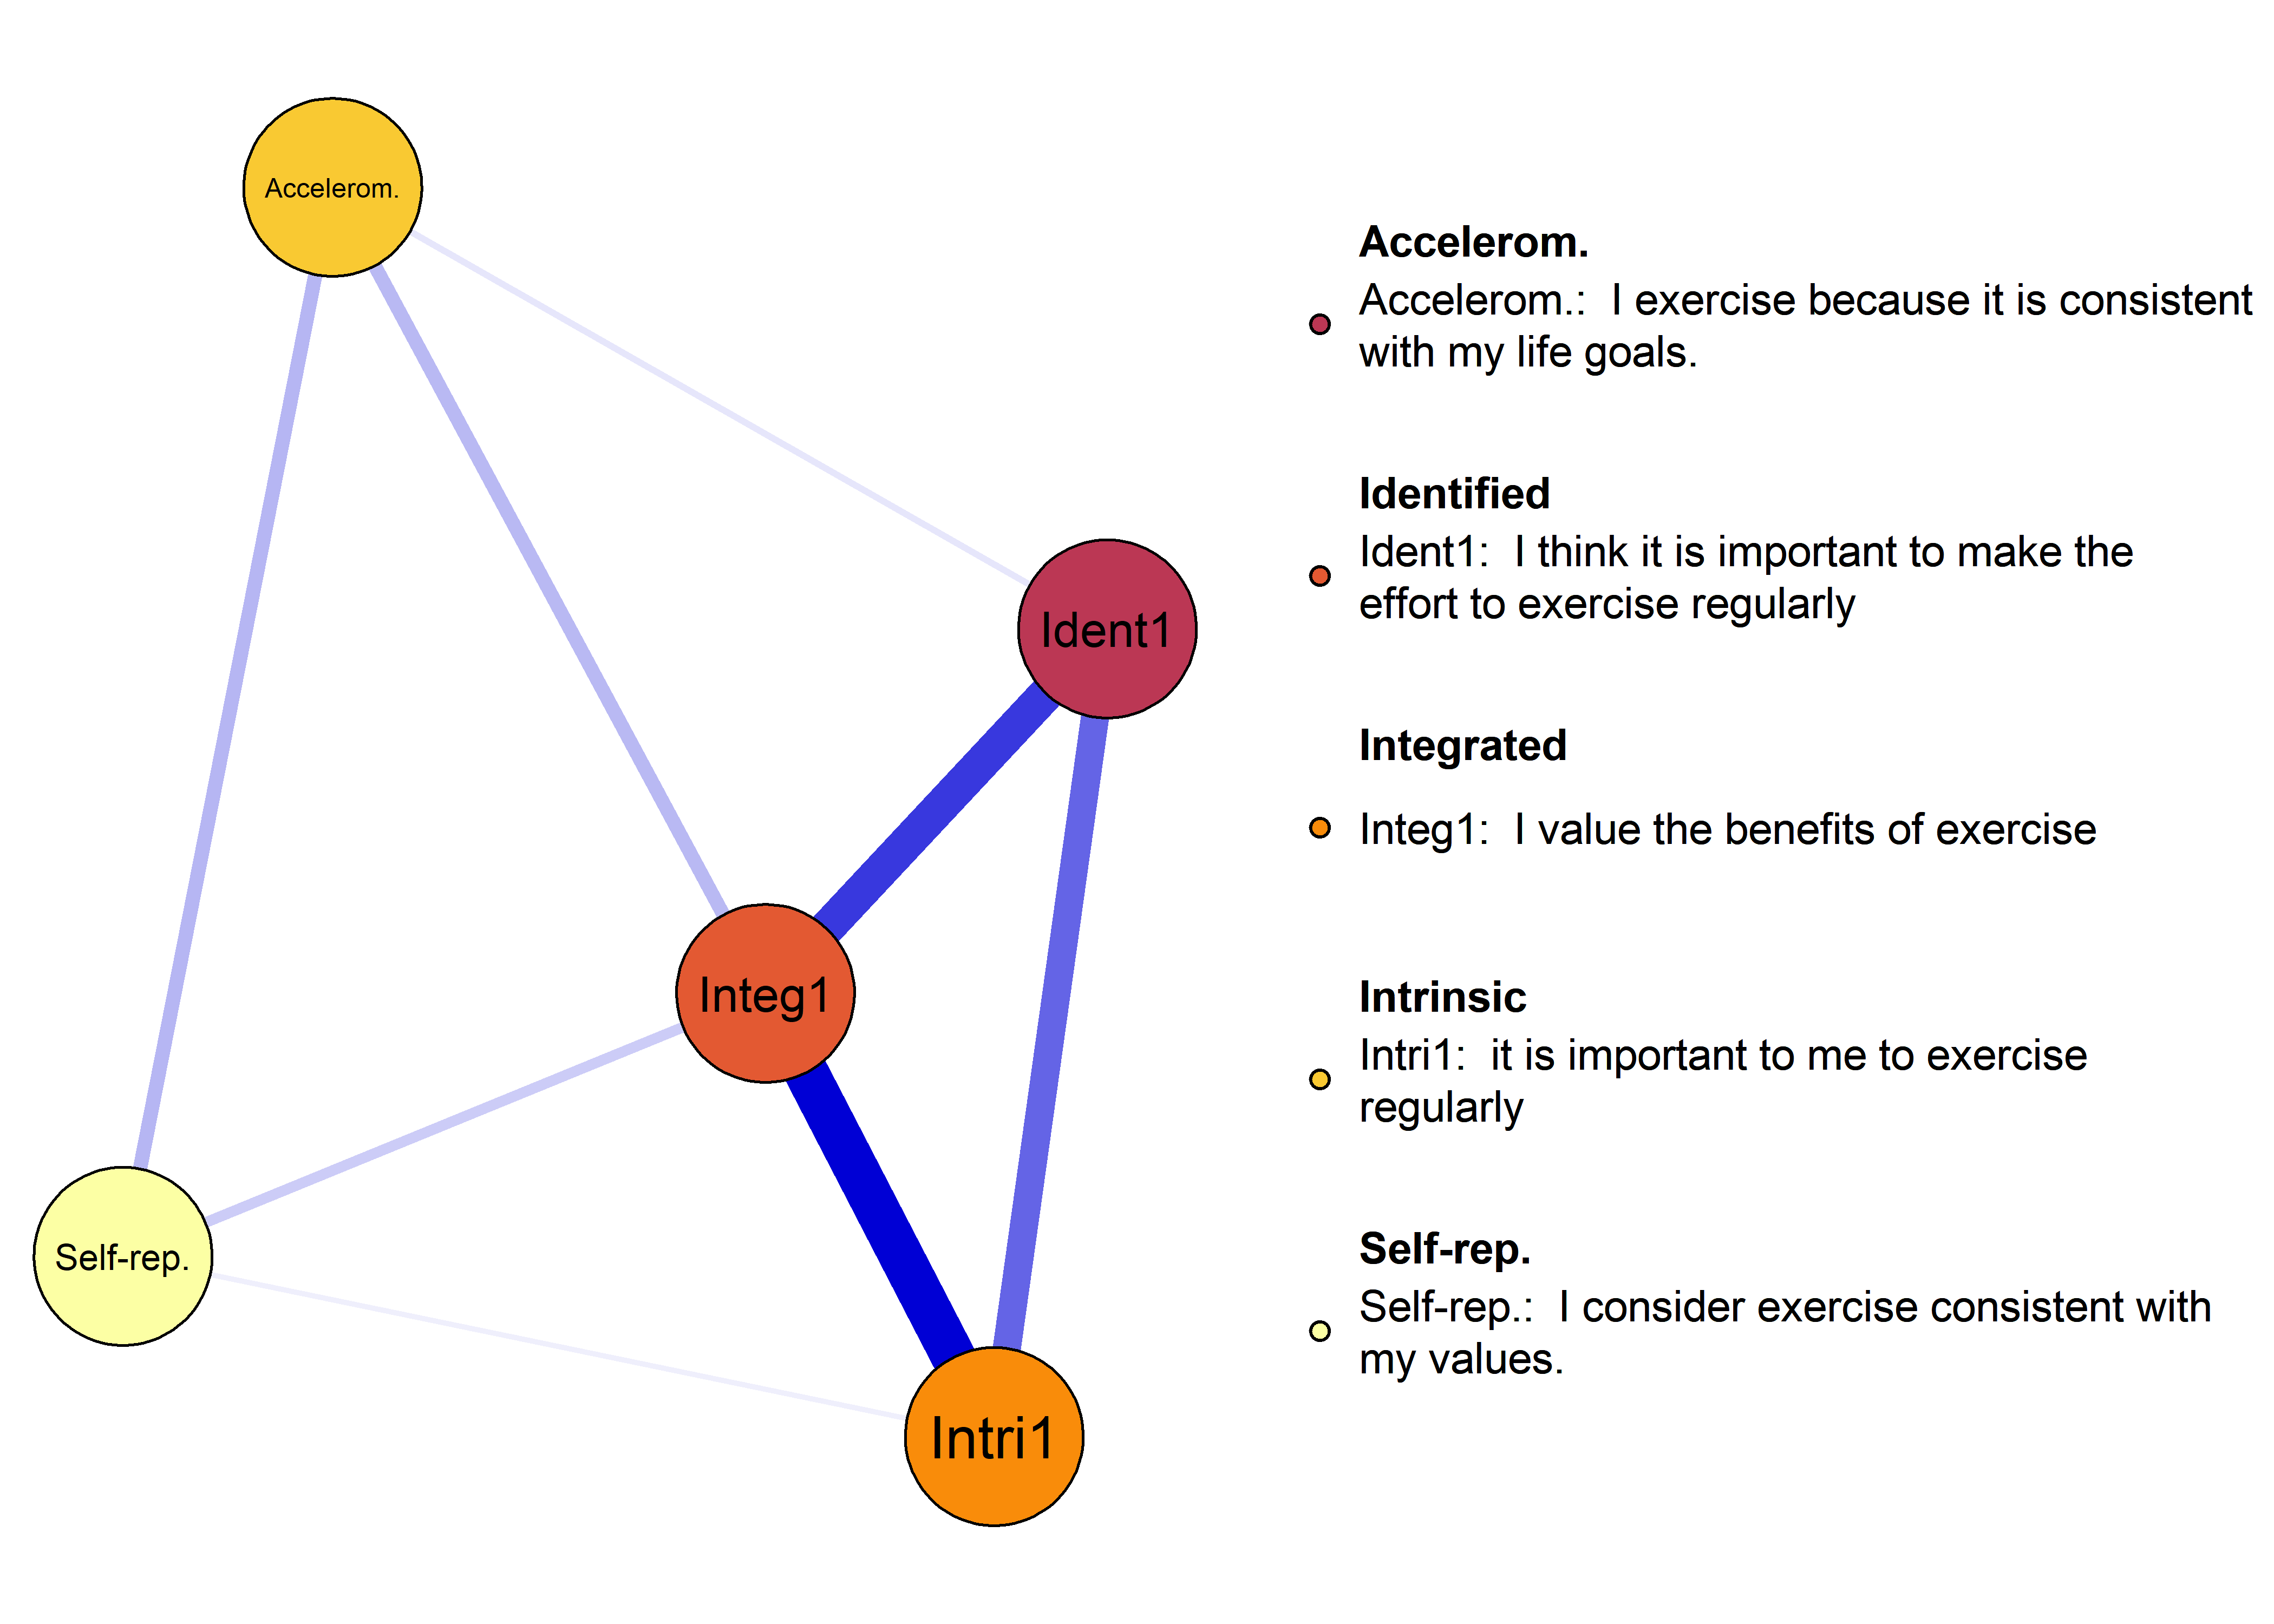 Accelerom.
Ident1
Integ1
Self-rep.
Intri1
Accelerom.
Accelerom.:  I exercise because it is consistent
with my life goals.
Identified
Ident1:  I think it is important to make the
effort to exercise regularly
Integrated
Integ1:  I value the benefits of exercise
Intrinsic
Intri1:  it is important to me to exercise
regularly
Self-rep.
Self-rep.:  I consider exercise consistent with
my values.